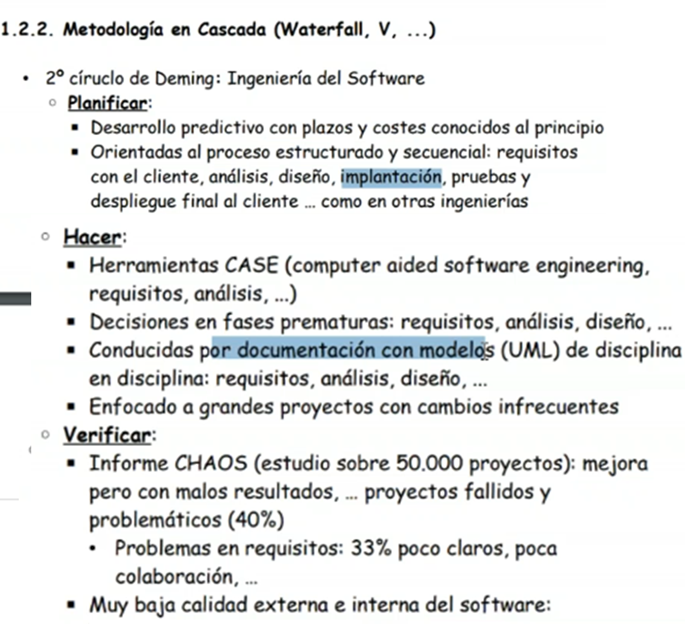 1.2.2. Metodología en Cascada (Waterfall, V, ...)
• 2º círuclo de Deming: Ingeniería del Software
○ Planificar:
▪ Desarrollo predictivo con plazos y costes conocidos al principio
▪ Orientadas al proceso estructurado y secuencial: requisitos
con el cliente, análisis, diseño, implantación, pruebas y
despliegue final al cliente ... como en otras ingenierías
○ Hacer:
▪ Herramientas CASE (computer aided software engineering,
requisitos, análisis, ...)
▪ Decisiones en fases prematuras: requisitos, análisis, diseño, ...
▪ Conducidas por documentación con modelos (UML) de disciplina
en disciplina: requisitos, análisis, diseño, ...
▪ Enfocado a grandes proyectos con cambios infrecuentes
○ Verificar:
▪ Informe CHAOS (estudio sobre 50.000 proyectos): mejora
pero con malos resultados, ... proyectos fallidos y
problemáticos (40%)
• Problemas en requisitos: 33% poco claros, poca
colaboración, ...
▪ Muy baja calidad externa e interna del software: